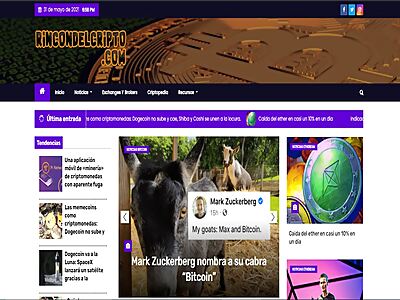 31 de mayo de 2021 6:56 PM
RINCONDELCRIPTO
.COM
Inicio Noticias Exchanges Y Brokers Criptopedia Recursos
Última entrada
como criptomonedas: Dogecoin no sube y cae, Shiba y Coshi se unen a la locura.
Caída del ether en casi un 10% en un día
Indicac
Tendencias
Una aplicación
móvil de «minería»
de criptomonedas
con aparente fuga
Las memecoins
como
criptomonedas:
Dogecoin no sube y
Dogecoin va a la
Luna: SpaceX
lanzará un satélite
gracias a la
NOTICIAS BITCOIN
Mark Zuckerberg
15h
My goats: Max and Bitcoin.
Mark Zuckerberg nombra a su cabra
"Bitcoin"
NOTICIAS ETHEREUM
Caída del ether en casi un 10% en
un día
NOTICIAS ETHEREUM